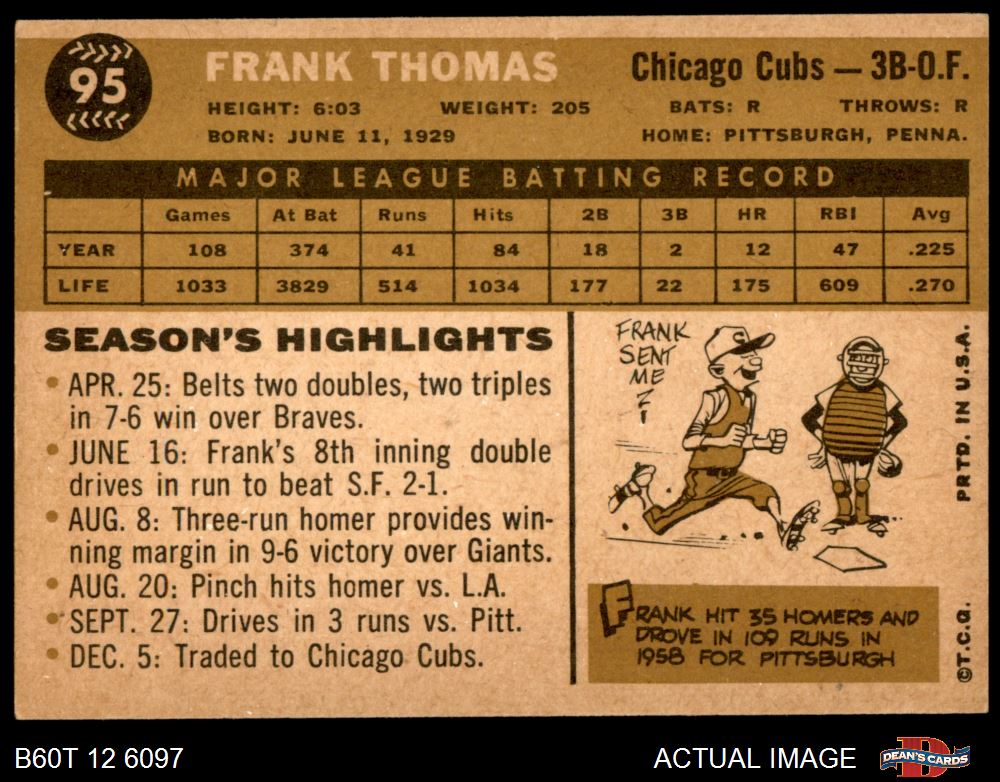 95
FRANK THOMAS
Chicago Cubs — 3B-O.F.
HEIGHT: 6:03 WEIGHT: 205 BATS: R THROWS: R
BORN: JUNE 11, 1929 HOME: PITTSBURGH, PENNA.
MAJOR LEAGUE BATTING RECORD
Games At Bat Runs Hits 2B 3B HR RBI Avg
YEAR 108 374 41 84 18 2 12 47 .225
LIFE 1033 3829 514 1034 177 22 175 609 .270
SEASON'S HIGHLIGHTS
• APR. 25: Belts two doubles, two triples
in 7-6 win over Braves.
• JUNE 16: Frank's 8th inning double
drives in run to beat S.F. 2-1.
• AUG. 8: Three-run homer provides win-
ning margin in 9-6 victory over Giants.
• AUG. 20: Pinch hits homer vs. L.A.
• SEPT. 27: Drives in 3 runs vs. Pitt.
• DEC. 5: Traded to Chicago Cubs.
FRANK
SENT
ME
?
!
C
FRANK HIT 35 HOMERS AND
DROVE IN 109 RUNS IN
1958 FOR PITTSBURGH
©T.C.G. PRTD. IN U.S.A.
B60T 12 6097
ACTUAL IMAGE
DEAN'S CARDS